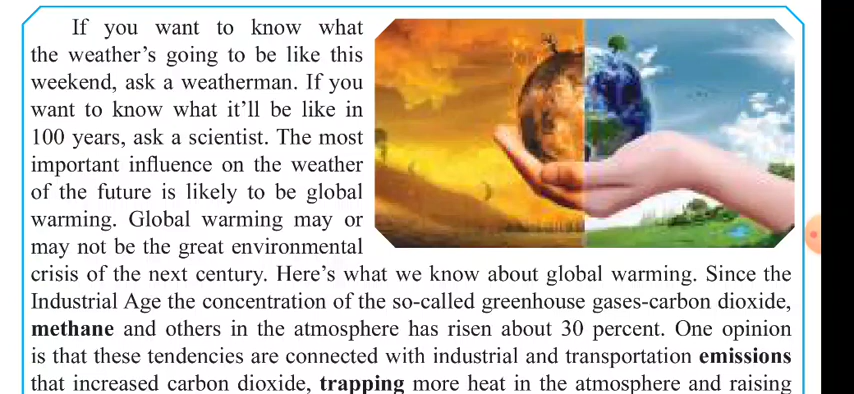 If you want to know what
the weather's going to be like this
weekend, ask a weatherman. If you
want to know what it'll be like in
100 years, ask a scientist. The most
important influence on the weather
of the future is likely to be global
warming. Global warming may or
may not be the great environmental
crisis of the next century. Here's what we know about global warming. Since the
Industrial Age the concentration of the so-called greenhouse gases-carbon dioxide,
methane and others in the atmosphere has risen about 30 percent. One opinion
is that these tendencies are connected with industrial and transportation emissions
that increased carbon dioxide, trapping more heat in the atmosphere and raising